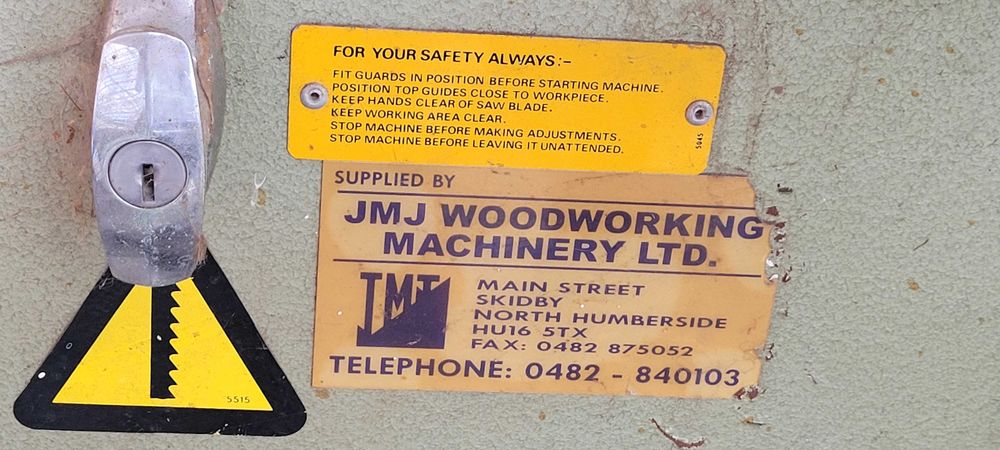 FOR YOUR SAFETY ALWAYS:-
FIT GUARDS IN POSITION BEFORE STARTING MACHINE.
POSITION TOP GUIDES CLOSE TO WORKPIECE.
KEEP HANDS CLEAR OF SAW BLADE.
KEEP WORKING AREA CLEAR.
STOP MACHINE BEFORE MAKING ADJUSTMENTS.
STOP MACHINE BEFORE LEAVING IT UNATTENDED.
5945
SUPPLIED BY
JMJ WOODWORKING
MACHINERY LTD.
TMT
MAIN STREET
SKIDBY
NORTH HUMBERSIDE
HU16 5TX
FAX: 0482 875052
TELEPHONE: 0482 - 840103
5515